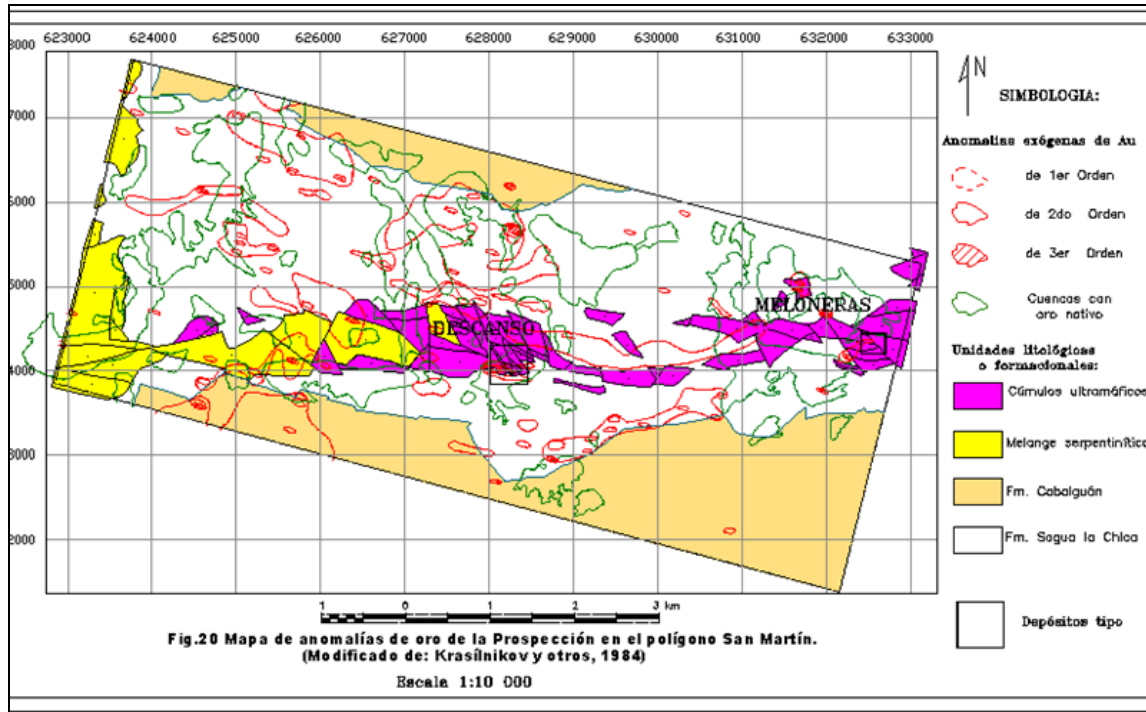 623000 624000 625000 626000 627000 628000 629000 630000 631000 632000 633000
8000
7000
6000
5000
4000
3000
2000
DESCANSO
MELONERAS
N
SIMBOLOGIA:
Anomalias exógenas de Au
de 1er Orden
de 2do Orden
de 3er Orden
Cuencas con
oro nativo
Unidades litológicas
o formacionales:
Cúmulos ultramáficos
Melange serpentinítico
Fm. Cabaiguán
Fm. Sagua la Chica
Depósitos tipo
1 0 1 2 3 km
Fig.20 Mapa de anomalías de oro de la Prospección en el polígono San Martín.
(Modificado de: Krasílnikov y otros, 1984)
Escala 1:10 000